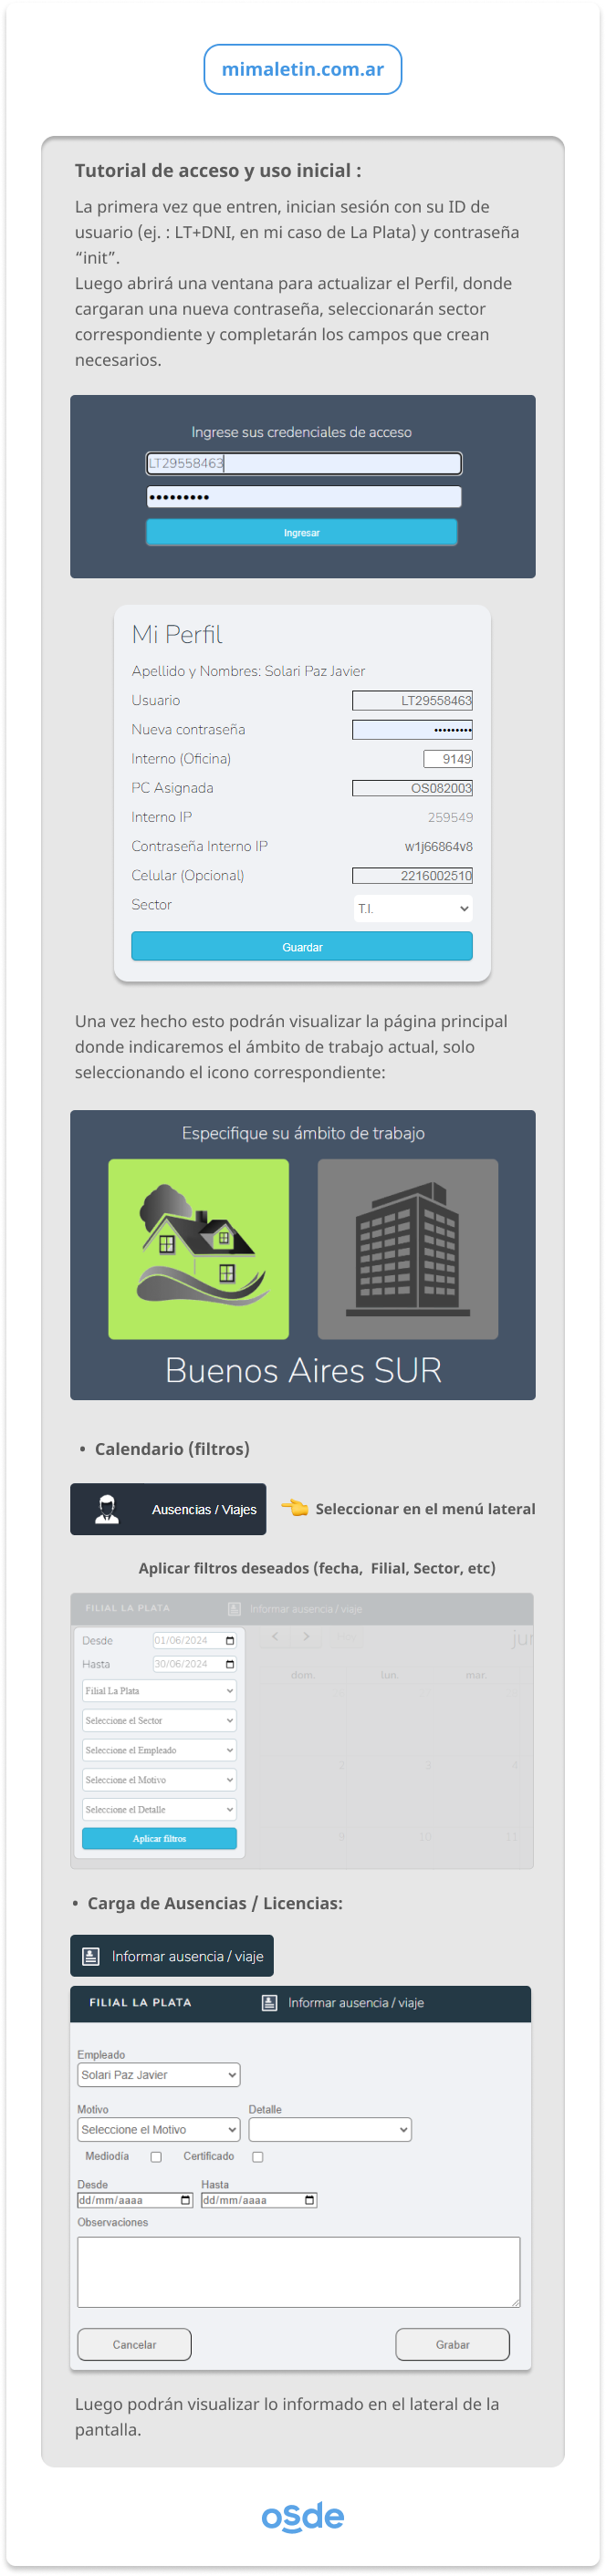 mimaletin.com.ar
Tutorial de acceso y uso inicial :
La primera vez que entren, inician sesión con su ID de
usuario (ej. : LT+DNI, en mi caso de La Plata) y contraseña
“init”.
Luego abrirá una ventana para actualizar el Perfil, donde
cargaran una nueva contraseña, seleccionarán sector
correspondiente y completarán los campos que crean
necesarios.
Ingrese sus credenciales de acceso
LT29558463
•••••••••
Ingresar
Mi Perfil
Apellido y Nombres: Solari Paz Javier
Usuario LT29558463
Nueva contraseña •••••••••
Interno (Oficina) 9149
PC Asignada OS082003
Interno IP 259549
Contraseña Interno IP w1j66864v8
Celular (Opcional) 2216002510
Sector T.I.
Guardar
Una vez hecho esto podrán visualizar la página principal
donde indicaremos el ámbito de trabajo actual, solo
seleccionando el icono correspondiente:
Especifique su ámbito de trabajo
Buenos Aires SUR
• Calendario (filtros)
Ausencias / Viajes 👈 Seleccionar en el menú lateral
Aplicar filtros deseados (fecha, Filial, Sector, etc)
FILIAL LA PLATA Informar ausencia / viaje
Desde 01/06/2024 < > jur
Hasta 30/06/2024 dom. lun. mar.
Filial La Plata
Seleccione el Sector
Seleccione el Empleado 2 3 4
Seleccione el Motivo
Seleccione el Detalle
Aplicar filtros 9 10 11
• Carga de Ausencias / Licencias:
Informar ausencia / viaje
FILIAL LA PLATA Informar ausencia / viaje
Empleado
Solari Paz Javier
Motivo Detalle
Seleccione el Motivo
Mediodía Certificado
Desde Hasta
dd/mm/aaaa dd/mm/aaaa
Observaciones
Cancelar Grabar
Luego podrán visualizar lo informado en el lateral de la
pantalla.
osde